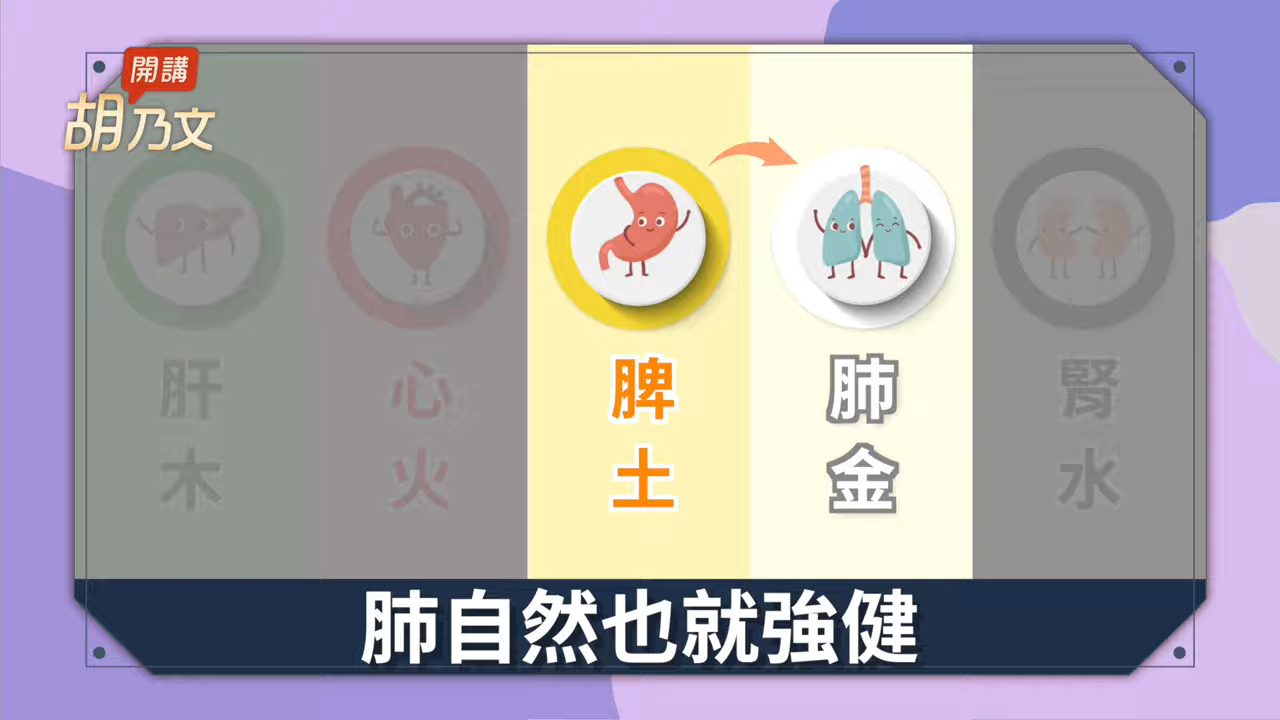 開講
胡乃文
肝
木
心
火
脾
土
肺
金
腎
水
肺自然也就強健